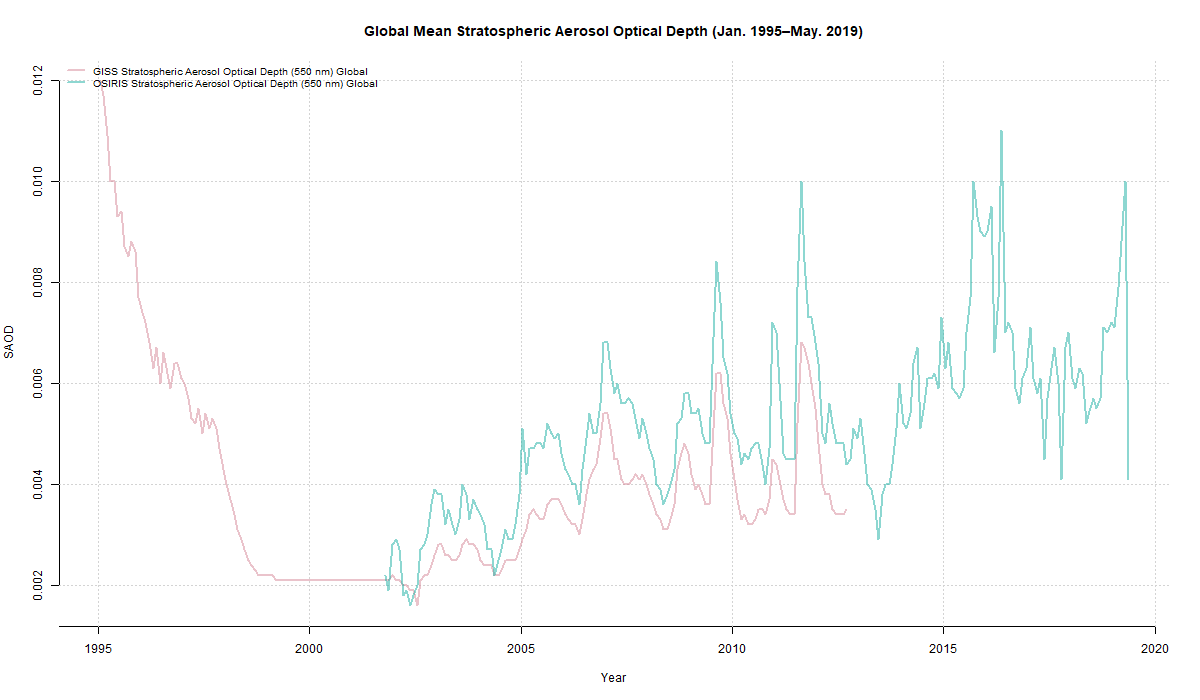 Global Mean Stratospheric Aerosol Optical Depth (Jan. 1995–May. 2019)
GISS Stratospheric Aerosol Optical Depth (550 nm) Global
OSIRIS Stratospheric Aerosol Optical Depth (550 nm) Global
0.012
0.010
0.008
0.006
0.004
0.002
SAOD
1995
2000
2005
2010
2015
2020
Year